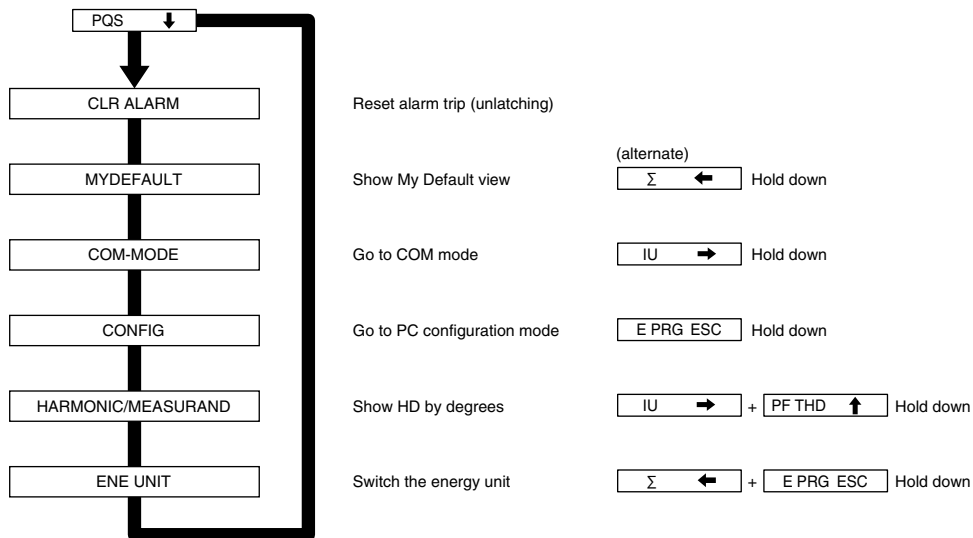 PQS ↓
CLR ALARM Reset alarm trip (unlatching)
(alternate)
MYDEFAULT Show My Default view Σ ← Hold down
COM-MODE Go to COM mode IU → Hold down
CONFIG Go to PC configuration mode E PRG ESC Hold down
HARMONIC/MEASURAND Show HD by degrees IU → + PF THD ↑ Hold down
ENE UNIT Switch the energy unit Σ ← + E PRG ESC Hold down